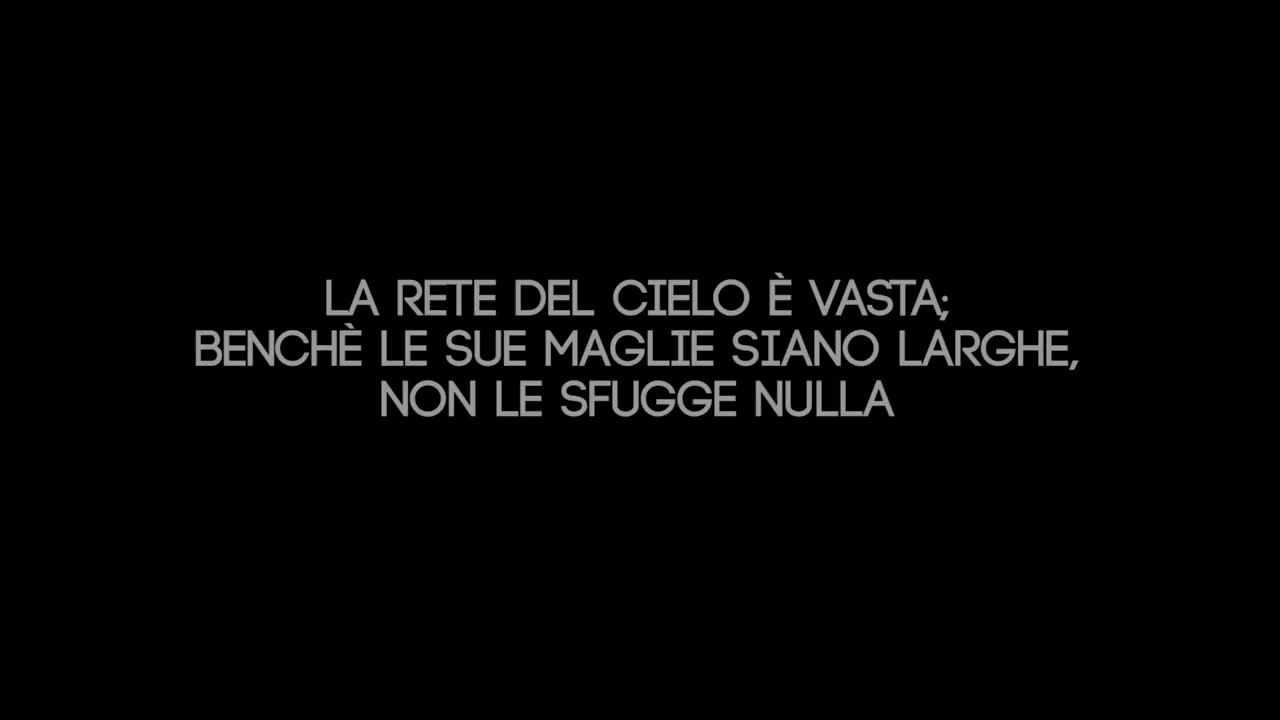 LA RETE DEL CIELO È VASTA;
BENCHÈ LE SUE MAGLIE SIANO LARGHE,
NON LE SFUGGE NULLA